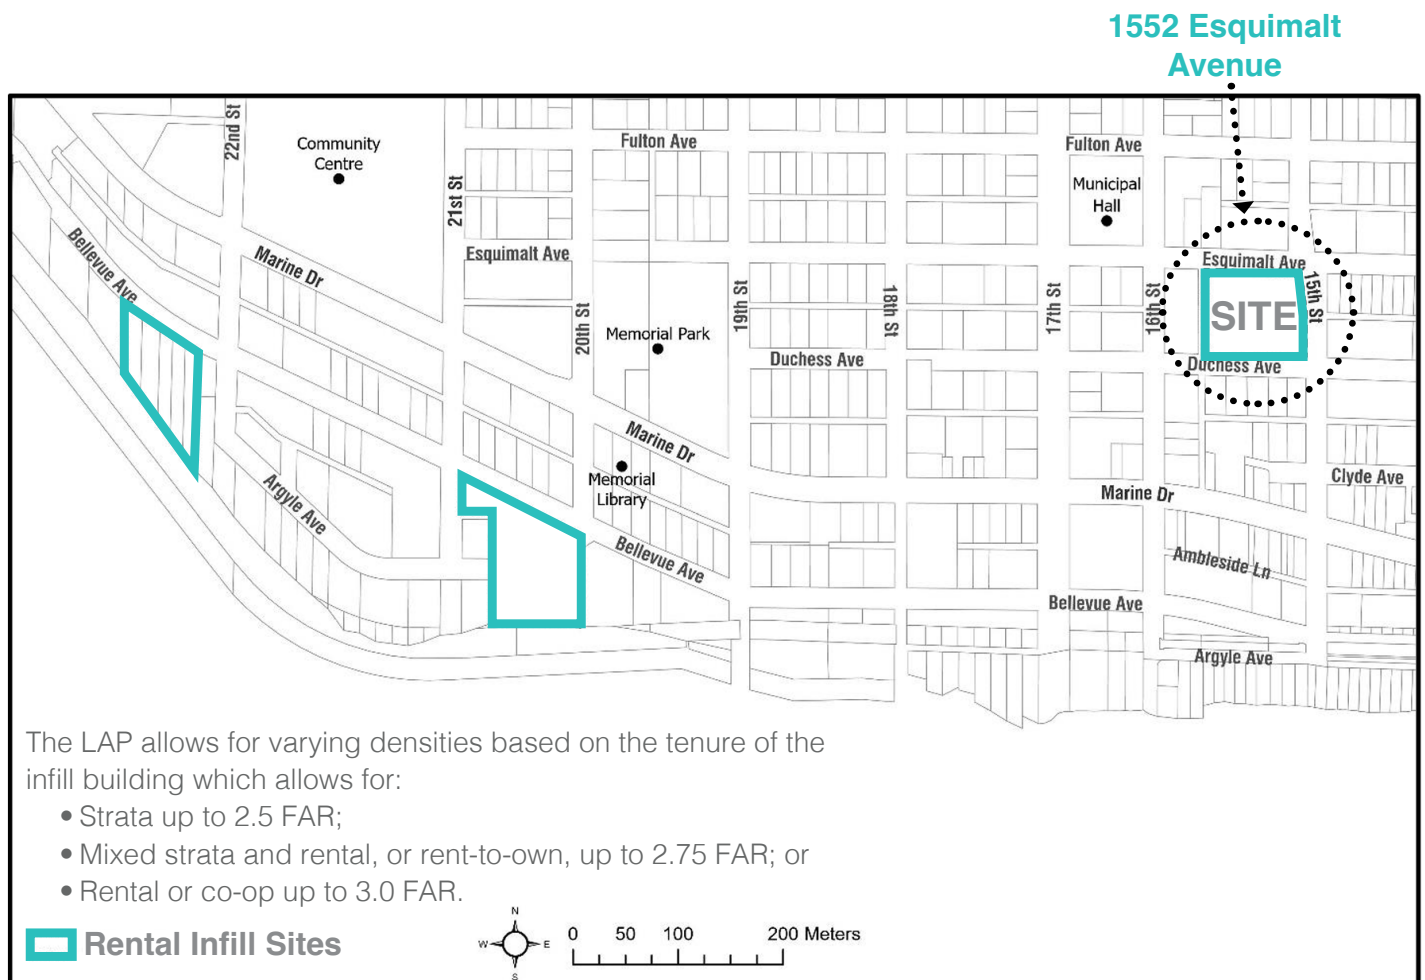 1552 Esquimalt
Avenue
22nd St
Community
Centre
Fulton Ave
Fulton Ave
21st St
Municipal
Hall
Bellevue Ave
Marine Dr
Esquimalt Ave
Esquimalt Ave
20th St
Memorial Park
19th St
18th St
17th St
16th St
SITE
15th St
Duchess Ave
Duchess Ave
Marine Dr
Memorial
Library
Argyle Ave
Clyde Ave
Marine Dr
Bellevue Ave
Ambleside Ln
Bellevue Ave
Argyle Ave
The LAP allows for varying densities based on the tenure of the
infill building which allows for:
• Strata up to 2.5 FAR;
• Mixed strata and rental, or rent-to-own, up to 2.75 FAR; or
• Rental or co-op up to 3.0 FAR.
Rental Infill Sites
N
W E
S
0 50 100 200 Meters